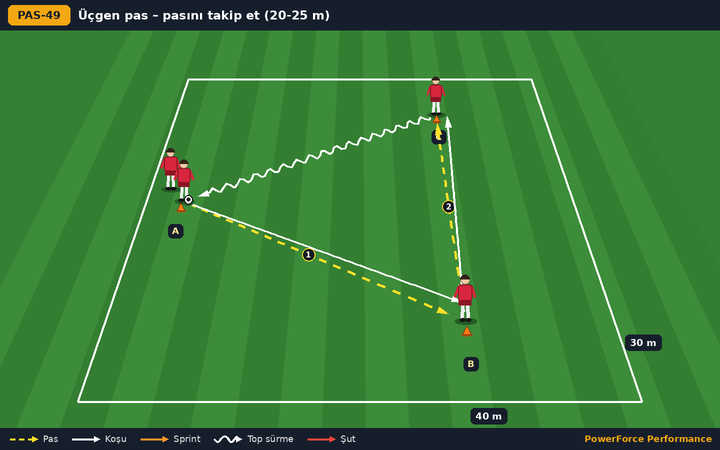 PAS-49 Üçgen pas – pasını takip et (20-25 m)
A
1
2
B
30 m
40 m
Pas Koşu Sprint Top sürme Şut PowerForce Performance